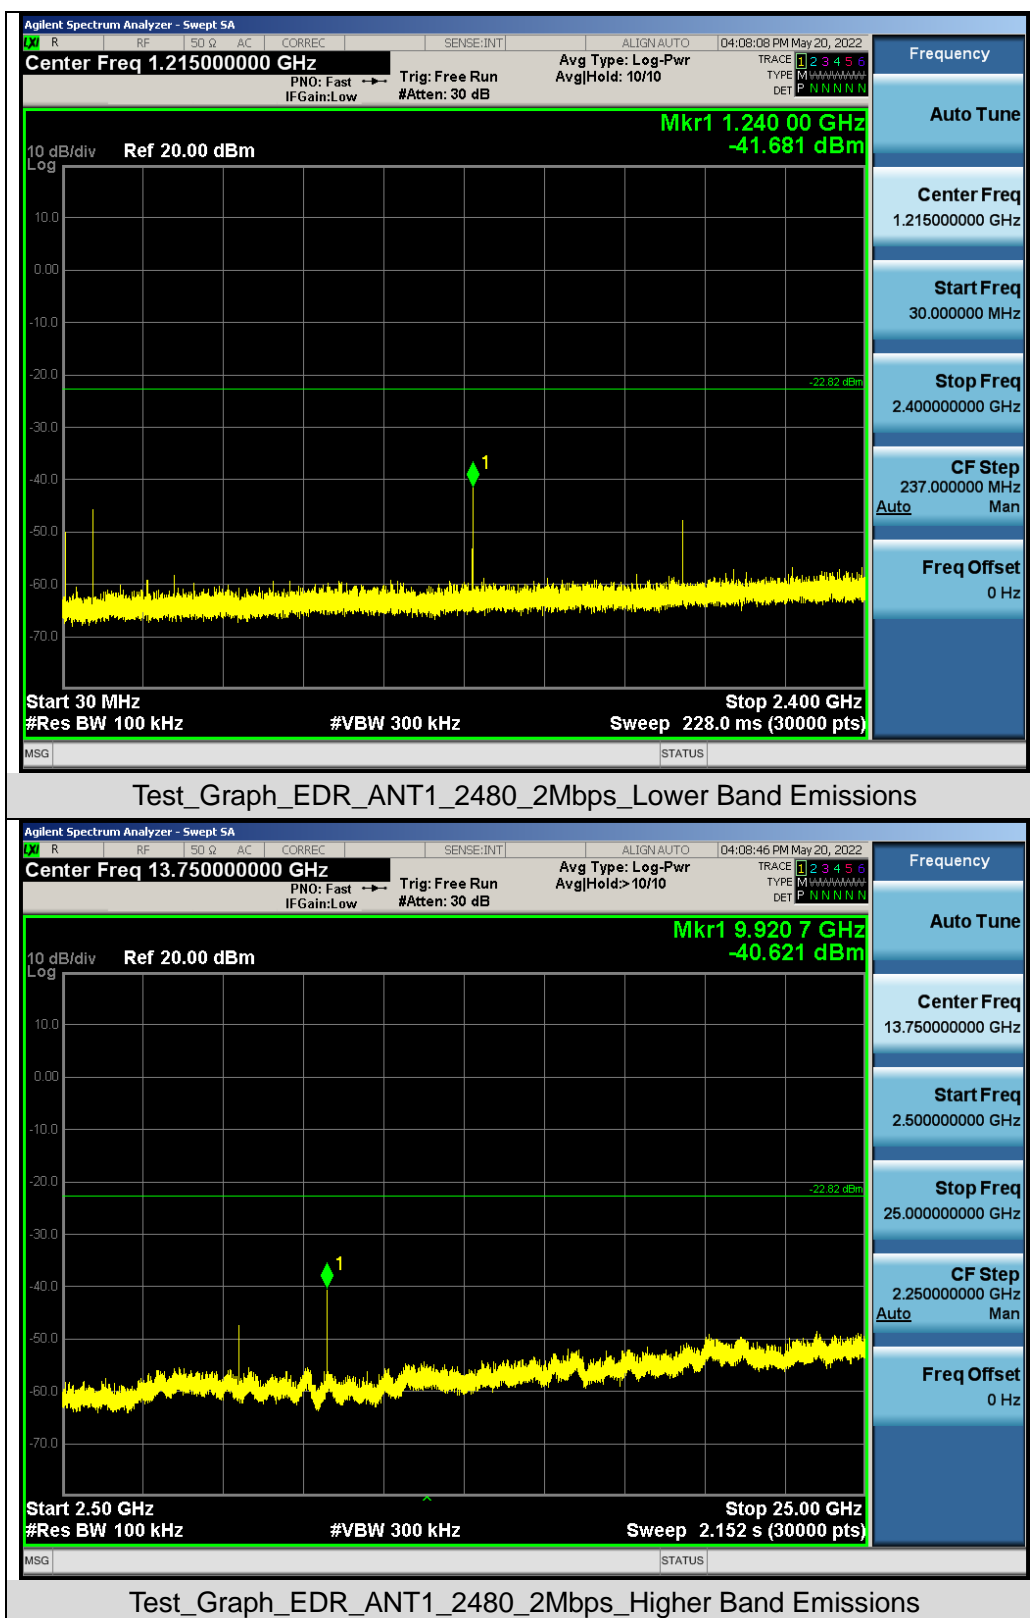 Agilent Spectrum Analyzer - Swept SA
LXI R RF 50 Ω AC CORREC SENSE:INT ALIGN AUTO 04:08:08 PM May 20, 2022
Center Freq 1.215000000 GHz
PNO: Fast
IFGain:Low
Trig: Free Run
#Atten: 30 dB
Avg Type: Log-Pwr
Avg|Hold: 10/10
TRACE 1 2 3 4 5 6
TYPE M WWWWW
DET P N N N N N
Mkr1 1.240 00 GHz
-41.681 dBm
10 dB/div Ref 20.00 dBm
Log
10.0
0.00
-10.0
-20.0
-22.82 dBm
-30.0
1
-40.0
-50.0
-60.0
-70.0
Start 30 MHz Stop 2.400 GHz
#Res BW 100 kHz #VBW 300 kHz Sweep 228.0 ms (30000 pts)
MSG STATUS
Frequency
Auto Tune
Center Freq
1.215000000 GHz
Start Freq
30.000000 MHz
Stop Freq
2.400000000 GHz
CF Step
237.000000 MHz
Auto Man
Freq Offset
0 Hz
Test_Graph_EDR_ANT1_2480_2Mbps_Lower Band Emissions
Agilent Spectrum Analyzer - Swept SA
LXI R RF 50 Ω AC CORREC SENSE:INT ALIGN AUTO 04:08:46 PM May 20, 2022
Center Freq 13.750000000 GHz
PNO: Fast
IFGain:Low
Trig: Free Run
#Atten: 30 dB
Avg Type: Log-Pwr
Avg|Hold:> 10/10
TRACE 1 2 3 4 5 6
TYPE M WWWWW
DET P N N N N N
Mkr1 9.920 7 GHz
-40.621 dBm
10 dB/div Ref 20.00 dBm
Log
10.0
0.00
-10.0
-20.0
-22.82 dBm
-30.0
1
-40.0
-50.0
-60.0
-70.0
Start 2.50 GHz Stop 25.00 GHz
#Res BW 100 kHz #VBW 300 kHz Sweep 2.152 s (30000 pts)
MSG STATUS
Frequency
Auto Tune
Center Freq
13.750000000 GHz
Start Freq
2.500000000 GHz
Stop Freq
25.000000000 GHz
CF Step
2.250000000 GHz
Auto Man
Freq Offset
0 Hz
Test_Graph_EDR_ANT1_2480_2Mbps_Higher Band Emissions